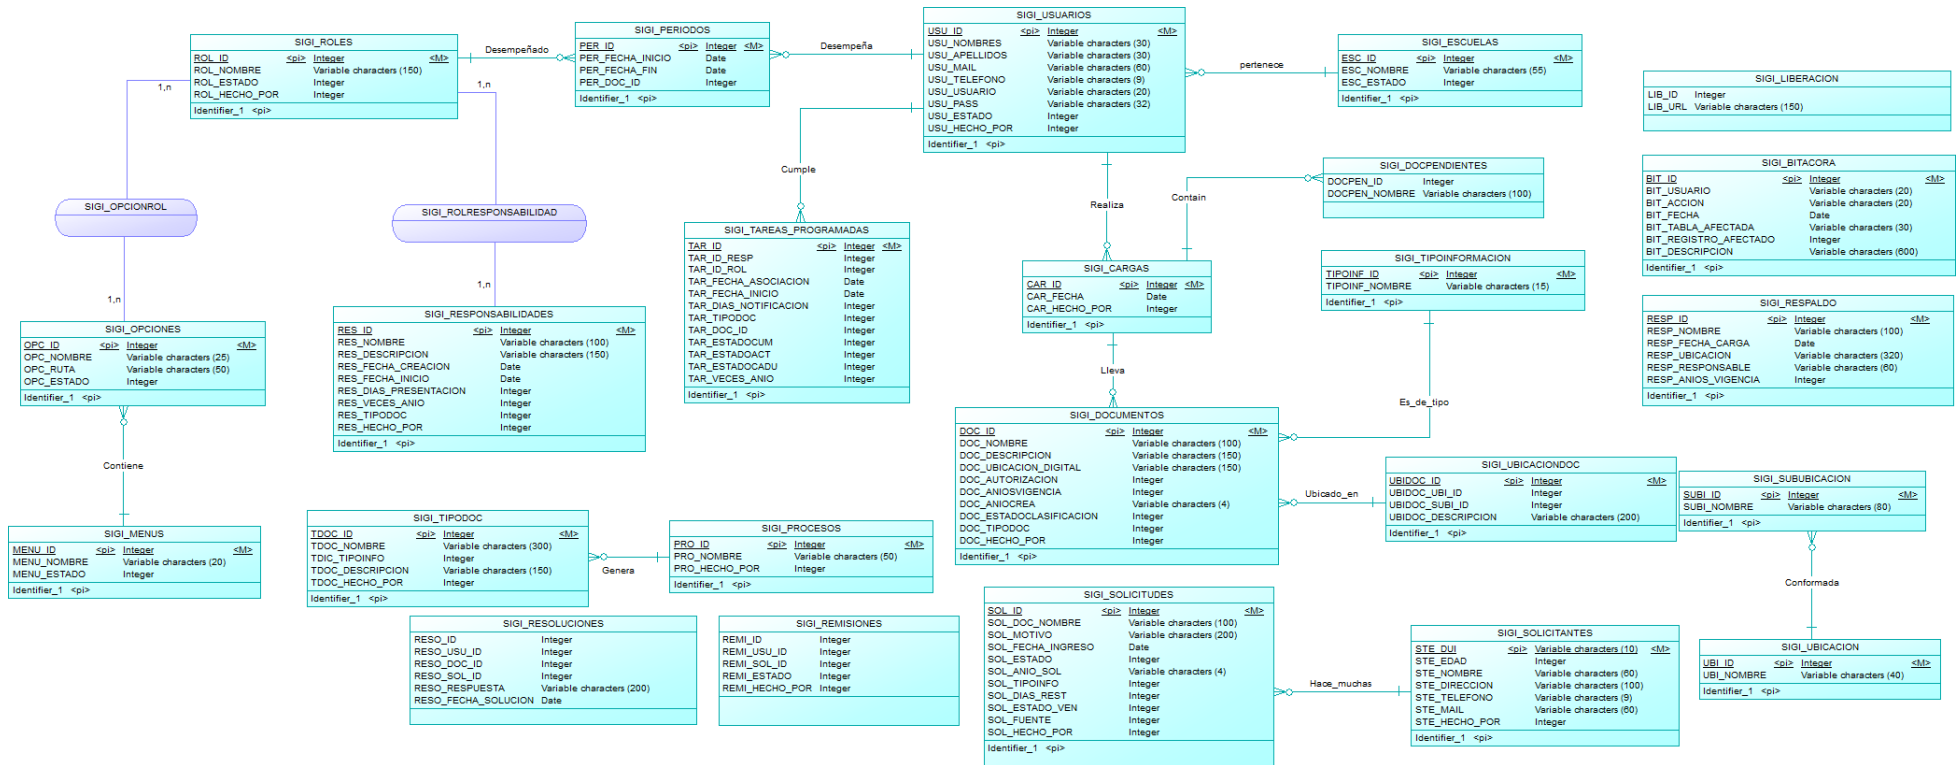 SIGI_ROLES
ROL_ID <pi> Integer <M>
ROL_NOMBRE Variable characters (150)
ROL_ESTADO Integer
ROL_HECHO_POR Integer
Identifier_1 <pi>
Desempeñado
SIGI_PERIODOS
PER_ID <pi> Integer <M>
PER_FECHA_INICIO Date
PER_FECHA_FIN Date
PER_DOC_ID Integer
Identifier_1 <pi>
Desempeña
SIGI_USUARIOS
USU_ID <pi> Integer <M>
USU_NOMBRES Variable characters (30)
USU_APELLIDOS Variable characters (30)
USU_MAIL Variable characters (60)
USU_TELEFONO Variable characters (9)
USU_USUARIO Variable characters (20)
USU_PASS Variable characters (32)
USU_ESTADO Integer
USU_HECHO_POR Integer
Identifier_1 <pi>
pertenece
SIGI_ESCUELAS
ESC_ID <pi> Integer <M>
ESC_NOMBRE Variable characters (55)
ESC_ESTADO Integer
Identifier_1 <pi>
SIGI_LIBERACION
LIB_ID Integer
LIB_URL Variable characters (150)
1,n
1,n
Cumple
SIGI_OPCIONROL
SIGI_ROLRESPONSABILIDAD
Realiza
Contain
SIGI_DOCPENDIENTES
DOCPEN_ID Integer
DOCPEN_NOMBRE Variable characters (100)
SIGI_BITACORA
BIT_ID <pi> Integer <M>
BIT_USUARIO Variable characters (20)
BIT_ACCION Variable characters (20)
BIT_FECHA Date
BIT_TABLA_AFECTADA Variable characters (30)
BIT_REGISTRO_AFECTADO Integer
BIT_DESCRIPCION Variable characters (600)
Identifier_1 <pi>
1,n
1,n
SIGI_TAREAS_PROGRAMADAS
TAR_ID <pi> Integer <M>
TAR_ID_RESP Integer
TAR_ID_ROL Integer
TAR_FECHA_ASOCIACION Date
TAR_FECHA_INICIO Date
TAR_DIAS_NOTIFICACION Integer
TAR_TIPODOC Integer
TAR_DOC_ID Integer
TAR_ESTADOCUM Integer
TAR_ESTADOACT Integer
TAR_ESTADOCADU Integer
TAR_VECES_ANIO Integer
Identifier_1 <pi>
SIGI_CARGAS
CAR_ID <pi> Integer <M>
CAR_FECHA Date
CAR_HECHO_POR Integer
Identifier_1 <pi>
SIGI_TIPOINFORMACION
TIPOINF_ID <pi> Integer <M>
TIPOINF_NOMBRE Variable characters (15)
Identifier_1 <pi>
SIGI_RESPALDO
RESP_ID <pi> Integer <M>
RESP_NOMBRE Variable characters (100)
RESP_FECHA_CARGA Date
RESP_UBICACION Variable characters (320)
RESP_RESPONSABLE Variable characters (60)
RESP_ANIOS_VIGENCIA Integer
Identifier_1 <pi>
SIGI_OPCIONES
OPC_ID <pi> Integer <M>
OPC_NOMBRE Variable characters (25)
OPC_RUTA Variable characters (50)
OPC_ESTADO Integer
Identifier_1 <pi>
SIGI_RESPONSABILIDADES
RES_ID <pi> Integer <M>
RES_NOMBRE Variable characters (100)
RES_DESCRIPCION Variable characters (150)
RES_FECHA_CREACION Date
RES_FECHA_INICIO Date
RES_DIAS_PRESENTACION Integer
RES_VECES_ANIO Integer
RES_TIPODOC Integer
RES_HECHO_POR Integer
Identifier_1 <pi>
Lleva
Es_de_tipo
Contiene
SIGI_DOCUMENTOS
DOC_ID <pi> Integer <M>
DOC_NOMBRE Variable characters (100)
DOC_DESCRIPCION Variable characters (150)
DOC_UBICACION_DIGITAL Variable characters (150)
DOC_AUTORIZACION Integer
DOC_ANIOSVIGENCIA Integer
DOC_ANIOCREA Variable characters (4)
DOC_ESTADOCLASIFICACION Integer
DOC_TIPODOC Integer
DOC_HECHO_POR Integer
Identifier_1 <pi>
Ubicado_en
SIGI_UBICACIONDOC
UBIDOC_ID <pi> Integer <M>
UBIDOC_UBI_ID Integer
UBIDOC_SUBI_ID Integer
UBIDOC_DESCRIPCION Variable characters (200)
Identifier_1 <pi>
SIGI_SUBUBICACION
SUBI_ID <pi> Integer <M>
SUBI_NOMBRE Variable characters (80)
Identifier_1 <pi>
SIGI_MENUS
MENU_ID <pi> Integer <M>
MENU_NOMBRE Variable characters (20)
MENU_ESTADO Integer
Identifier_1 <pi>
SIGI_TIPODOC
TDOC_ID <pi> Integer <M>
TDOC_NOMBRE Variable characters (300)
TDIC_TIPOINFO Integer
TDOC_DESCRIPCION Variable characters (150)
TDOC_HECHO_POR Integer
Identifier_1 <pi>
Genera
SIGI_PROCESOS
PRO_ID <pi> Integer <M>
PRO_NOMBRE Variable characters (50)
PRO_HECHO_POR Integer
Identifier_1 <pi>
Conformada
SIGI_RESOLUCIONES
RESO_ID Integer
RESO_USU_ID Integer
RESO_DOC_ID Integer
RESO_SOL_ID Integer
RESO_RESPUESTA Variable characters (200)
RESO_FECHA_SOLUCION Date
SIGI_REMISIONES
REMI_ID Integer
REMI_USU_ID Integer
REMI_SOL_ID Integer
REMI_ESTADO Integer
REMI_HECHO_POR Integer
SIGI_SOLICITUDES
SOL_ID <pi> Integer <M>
SOL_DOC_NOMBRE Variable characters (100)
SOL_MOTIVO Variable characters (200)
SOL_FECHA_INGRESO Date
SOL_ESTADO Integer
SOL_ANIO_SOL Variable characters (4)
SOL_TIPOINFO Integer
SOL_DIAS_REST Integer
SOL_ESTADO_VEN Integer
SOL_FUENTE Integer
SOL_HECHO_POR Integer
Identifier_1 <pi>
Hace_muchas
SIGI_SOLICITANTES
STE_DUI <pi> Variable characters (10) <M>
STE_EDAD Integer
STE_NOMBRE Variable characters (60)
STE_DIRECCION Variable characters (100)
STE_TELEFONO Variable characters (9)
STE_MAIL Variable characters (60)
STE_HECHO_POR Integer
Identifier_1 <pi>
SIGI_UBICACION
UBI_ID <pi> Integer <M>
UBI_NOMBRE Variable characters (40)
Identifier_1 <pi>